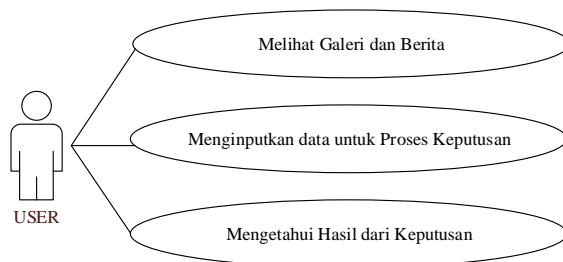 Melihat Galeri dan Berita
Menginputkan data untuk Proses Keputusan
USER
Mengetahui Hasil dari Keputusan